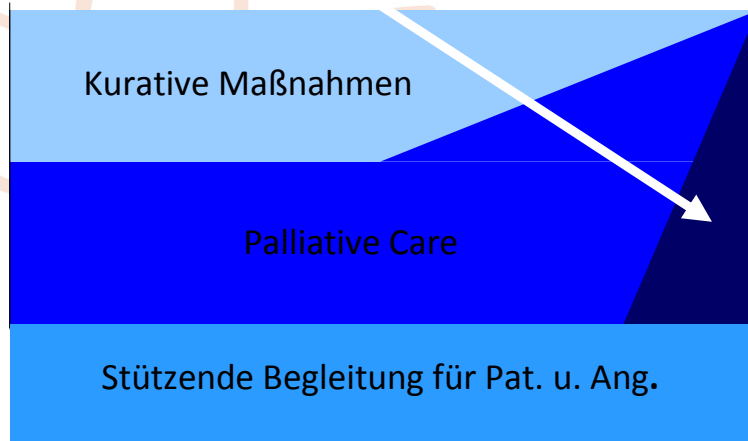 Kurative Maßnahmen
Palliative Care
Stützende Begleitung für Pat. u. Ang.